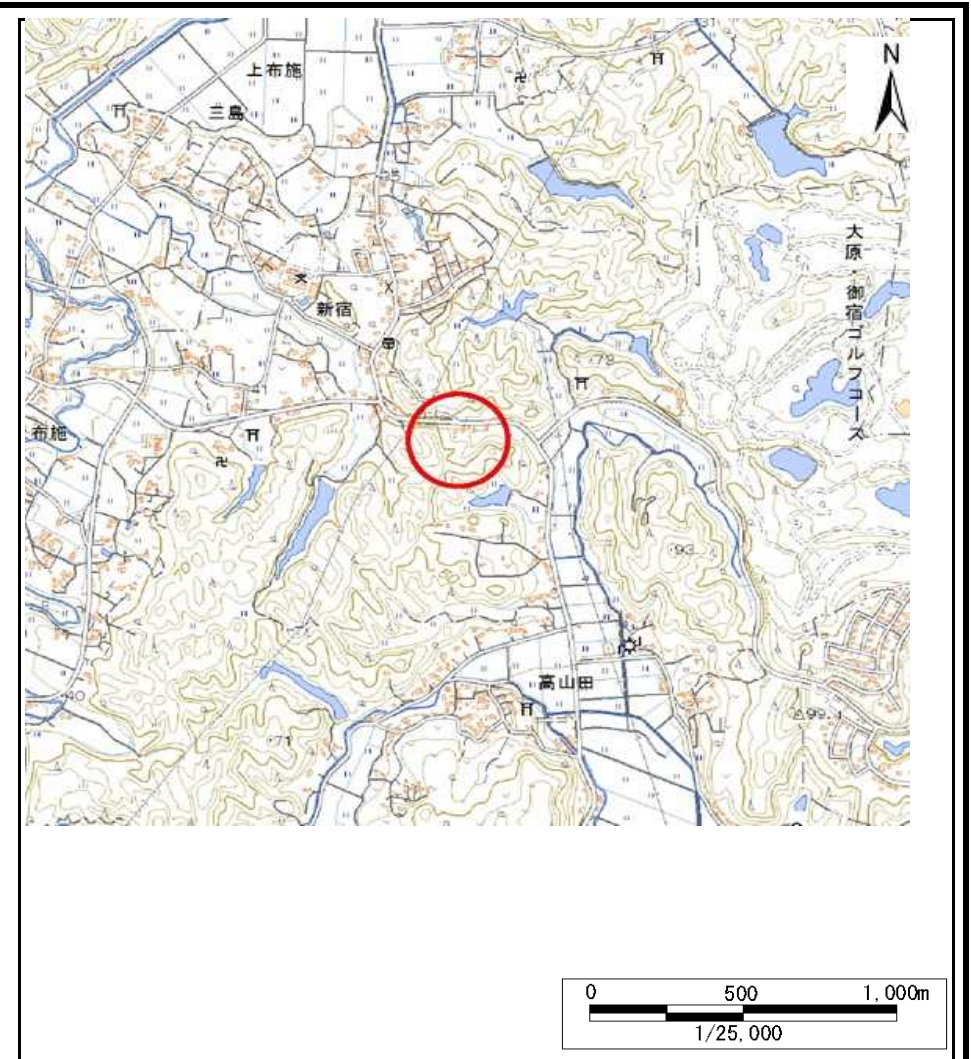 N
上布施
三島
新宿
大原・御宿ゴルフコース
・79
布施
・93
高山田
・40
99.1
・71
0 500 1,000m
1/25,000